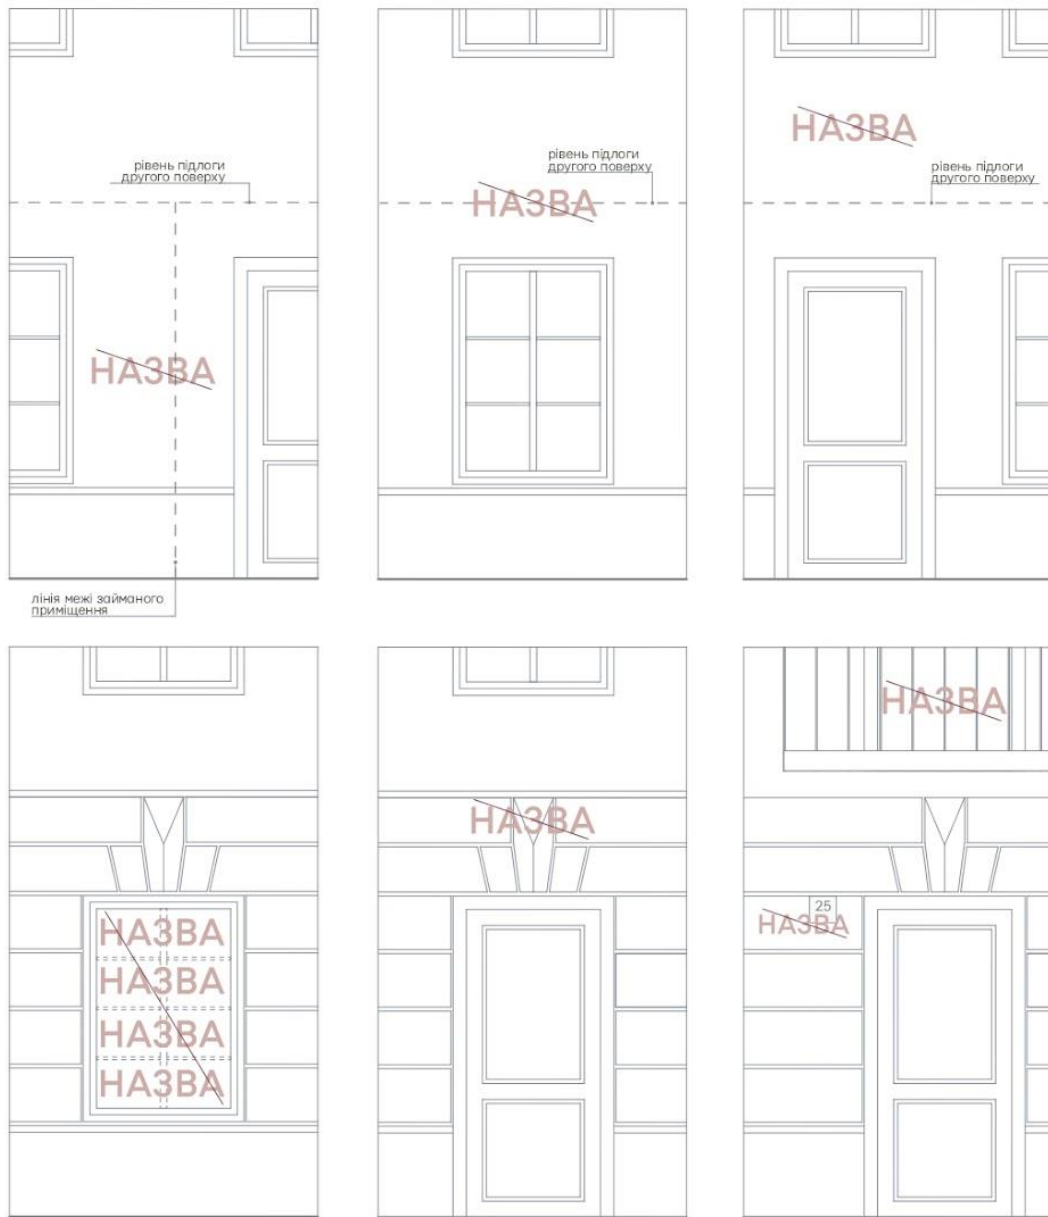 рівень підлоги
другого поверху
НАЗВА
лінія межі займаного
приміщення
рівень підлоги
другого поверху
НАЗВА
НАЗВА
рівень підлоги
другого поверху
НАЗВА
НАЗВА
НАЗВА
НАЗВА
НАЗВА
НАЗВА
25
НАЗВА